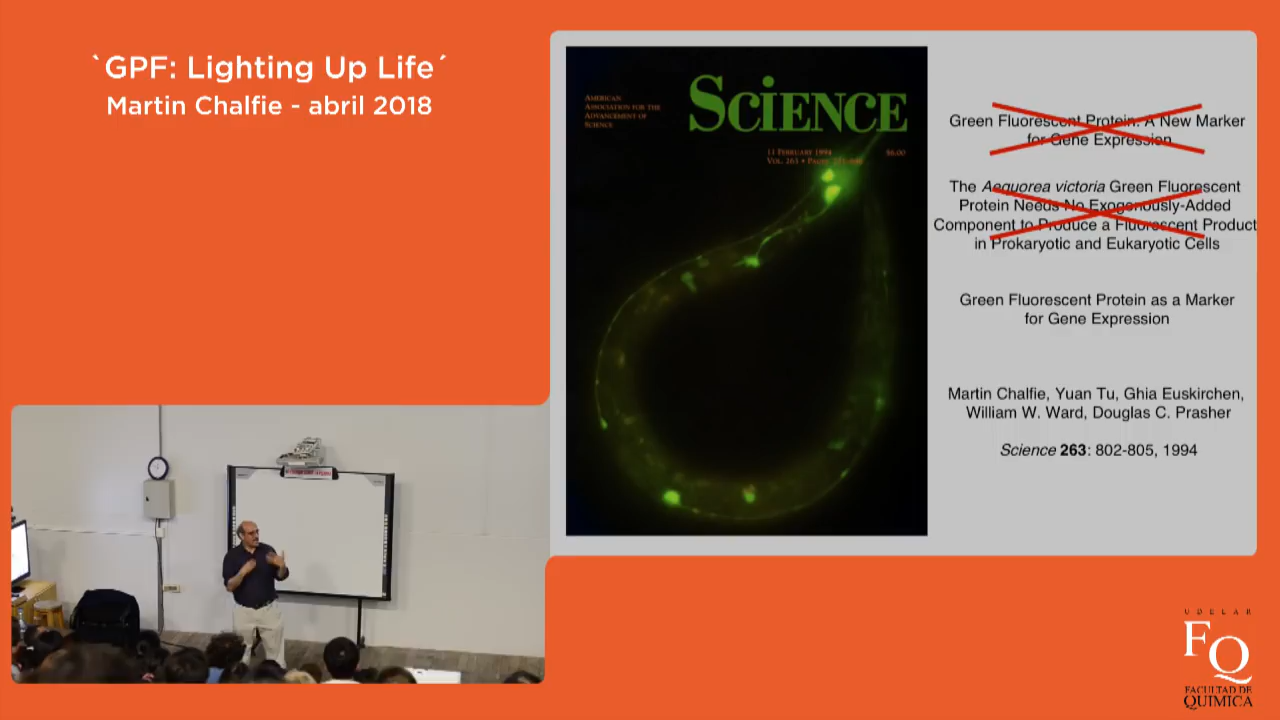 `GPF: Lighting Up Life´
Martin Chalfie - abril 2018
AMERICAN
ASSOCIATION FOR THE
ADVANCEMENT OF
SCIENCE
SCIENCE
11 FEBRUARY 1994
VOL. 263 • PAGES
$6.00
Green Fluorescent Protein: A New Marker
for Gene Expression
The Aequorea victoria Green Fluorescent
Protein Needs No Exogenously-Added
Component to Produce a Fluorescent Product
in Prokaryotic and Eukaryotic Cells
Green Fluorescent Protein as a Marker
for Gene Expression
Martin Chalfie, Yuan Tu, Ghia Euskirchen,
William W. Ward, Douglas C. Prasher
Science 263: 802-805, 1994
UDELAR
FQ
FACULTAD DE
QUIMICA